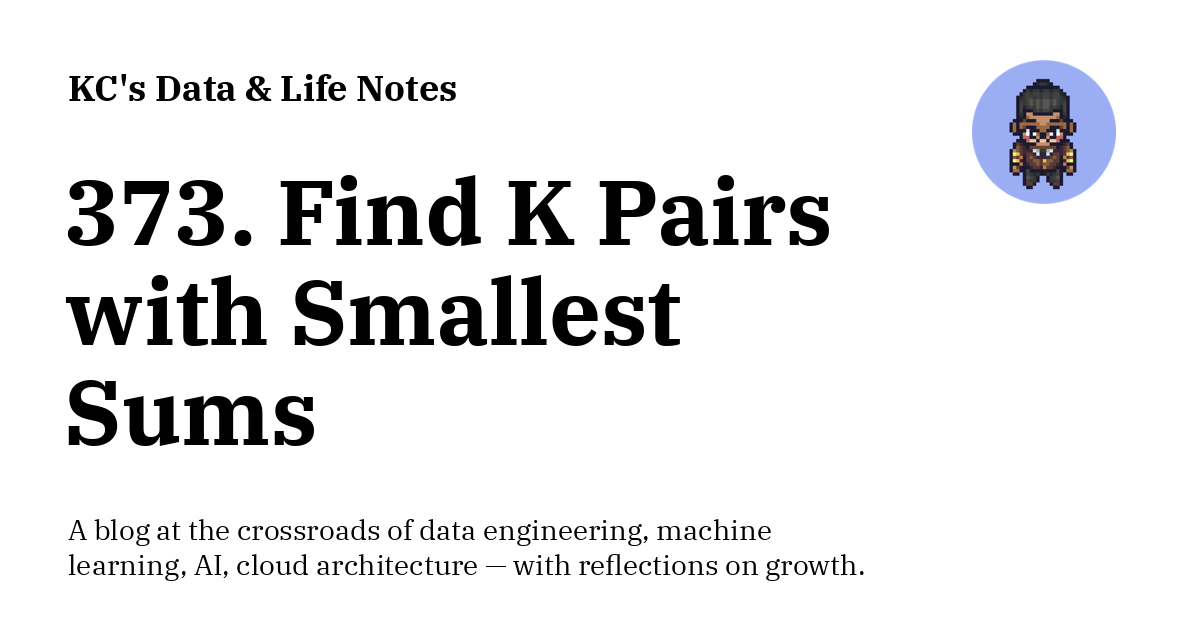 KC's Data & Life Notes
373. Find K Pairs
with Smallest
Sums
A blog at the crossroads of data engineering, machine
learning, AI, cloud architecture — with reflections on growth.